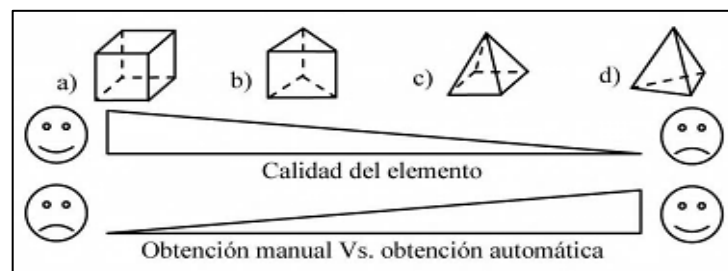 a) b) c) d)
Calidad del elemento
Obtención manual Vs. obtención automática